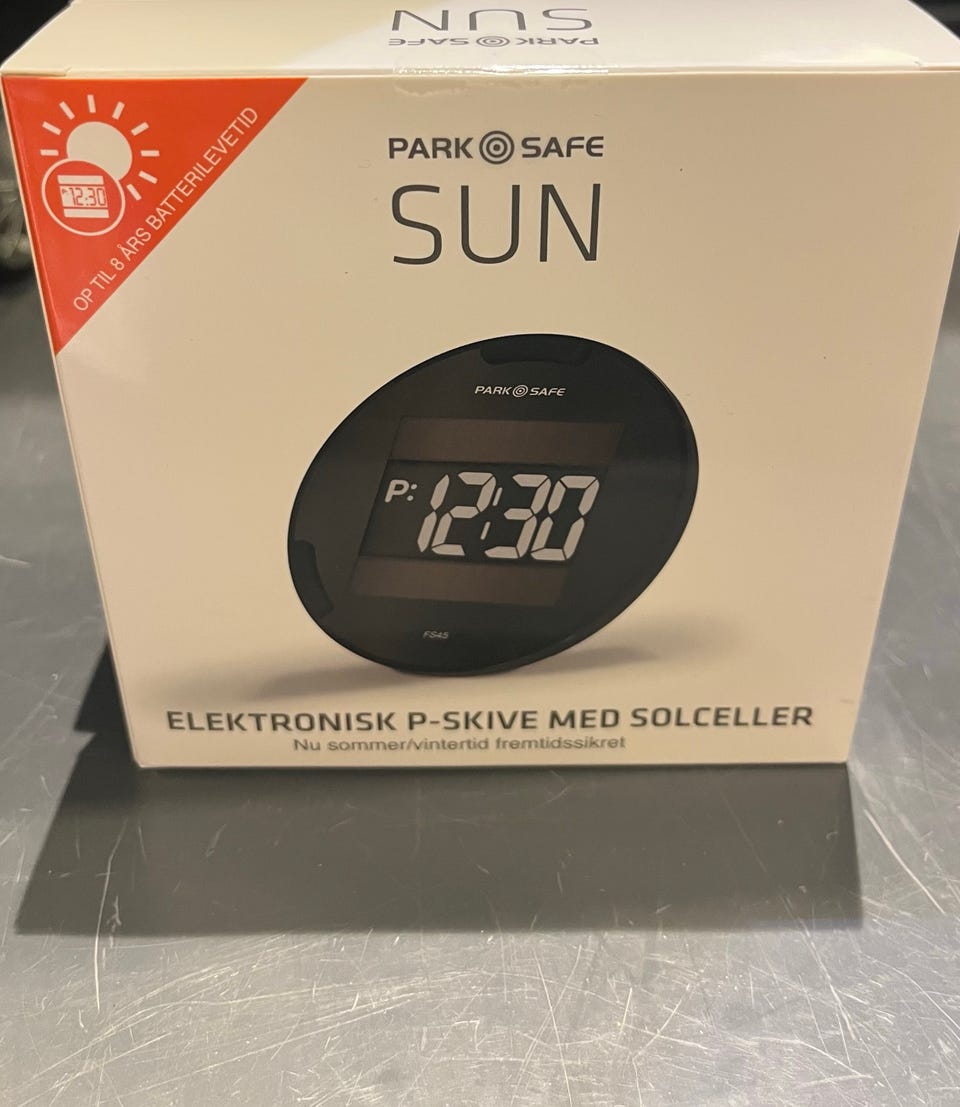 SUN
PARK SAFE
OP TIL 8 ÅRS BATTERILEVETID
P 12:30
PARK SAFE
SUN
PARK SAFE
P: 12:30
FS45
ELEKTRONISK P-SKIVE MED SOLCELLER
Nu sommer/vintertid fremtidssikret